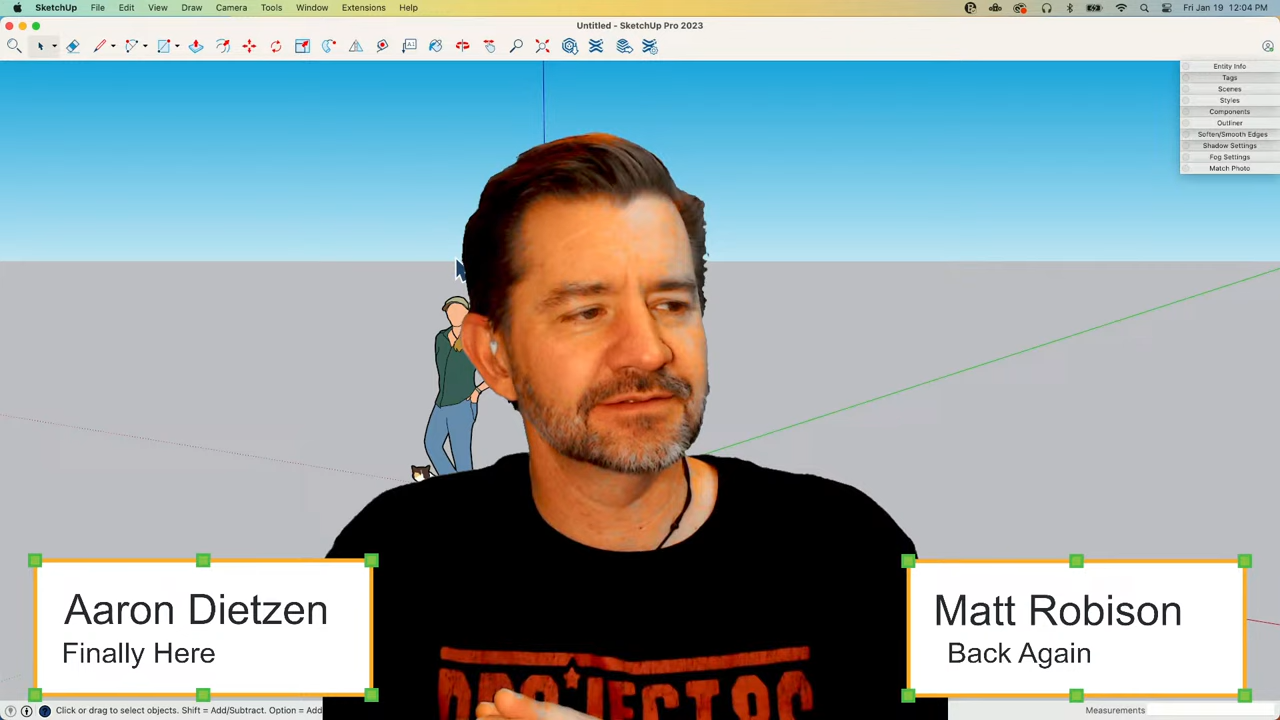 SketchUp File Edit View Draw Camera Tools Window Extensions Help Fri Jan 19 12:04 PM
Untitled - SketchUp Pro 2023
Entity Info
Tags
Scenes
Styles
Components
Outliner
Soften/Smooth Edges
Shadow Settings
Fog Settings
Match Photo
Aaron Dietzen
Finally Here
Matt Robison
Back Again
Click or drag to select objects. Shift = Add/Subtract. Option = Add
Measurements